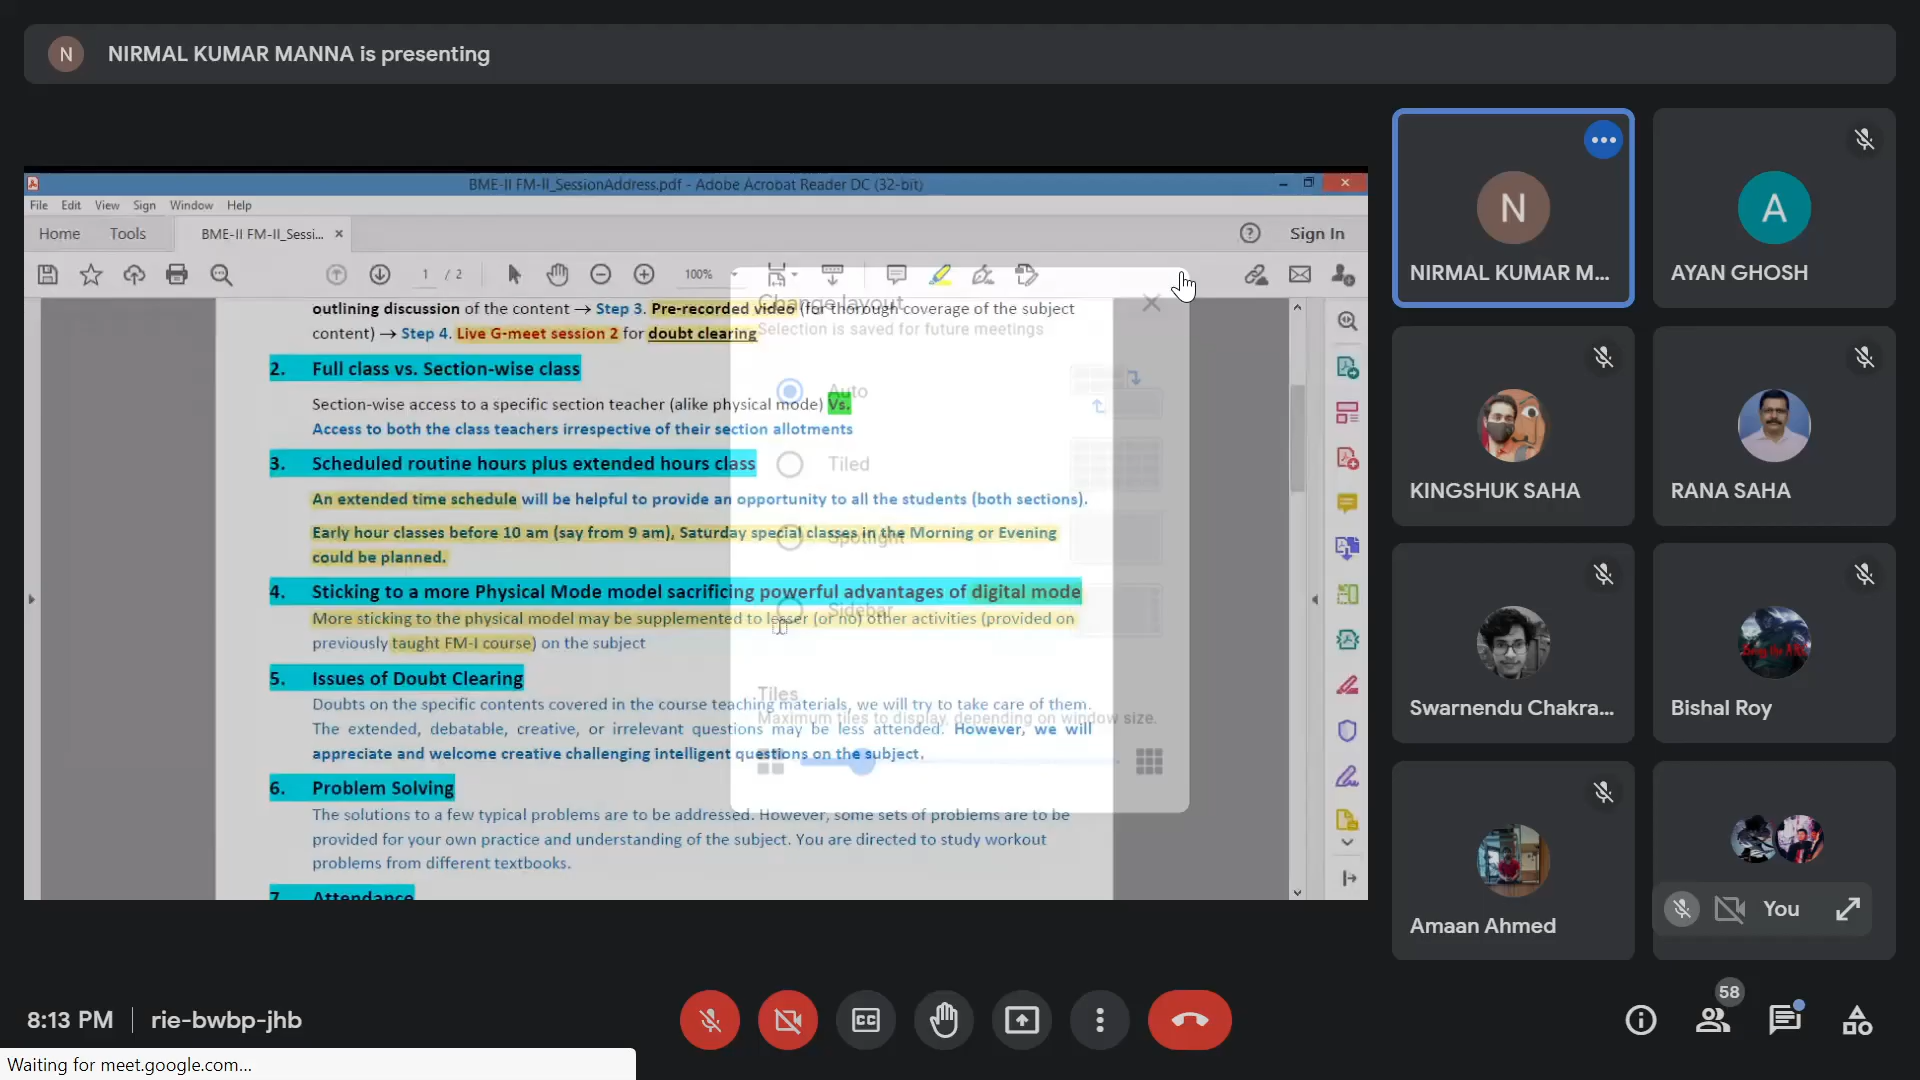 N NIRMAL KUMAR MANNA is presenting
BME-II FM-II_SessionAddress.pdf - Adobe Acrobat Reader DC (32-bit)
File Edit View Sign Window Help
Home Tools BME-II FM-II_Sessi... × Sign In
1 / 2 100%
outlining discussion of the content → Step 3. Pre-recorded video (for thorough coverage of the subject
content) → Step 4. Live G-meet session 2 for doubt clearing
2. Full class vs. Section-wise class
Section-wise access to a specific section teacher (alike physical mode) Vs.
Access to both the class teachers irrespective of their section allotments
3. Scheduled routine hours plus extended hours class
An extended time schedule will be helpful to provide an opportunity to all the students (both sections).
Early hour classes before 10 am (say from 9 am), Saturday special classes in the Morning or Evening
could be planned.
4. Sticking to a more Physical Mode model sacrificing powerful advantages of digital mode
More sticking to the physical model may be supplemented to lesser (or no) other activities (provided on
previously taught FM-I course) on the subject
5. Issues of Doubt Clearing
Doubts on the specific contents covered in the course teaching materials, we will try to take care of them.
The extended, debatable, creative, or irrelevant questions may be less attended. However, we will
appreciate and welcome creative challenging intelligent questions on the subject.
6. Problem Solving
The solutions to a few typical problems are to be addressed. However, some sets of problems are to be
provided for your own practice and understanding of the subject. You are directed to study workout
problems from different textbooks.
7. Attendance
Change layout
Selection is saved for future meetings
Auto
Tiled
Spotlight
Sidebar
Tiles
Maximum tiles to display, depending on window size.
N
NIRMAL KUMAR M...
A
AYAN GHOSH
KINGSHUK SAHA
RANA SAHA
Swarnendu Chakra...
Bishal Roy
Amaan Ahmed
You
8:13 PM rie-bwbp-jhb
CC
58
Waiting for meet.google.com...